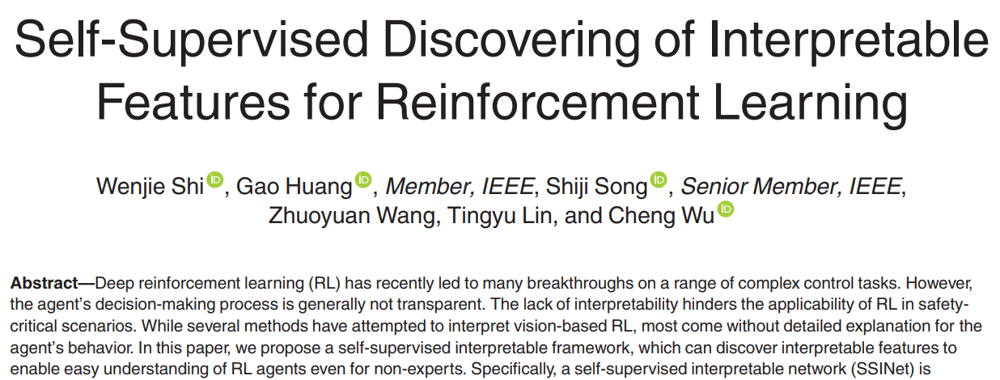 Self-Supervised Discovering of Interpretable
Features for Reinforcement Learning
Wenjie Shi iD, Gao Huang iD, Member, IEEE, Shiji Song iD, Senior Member, IEEE,
Zhuoyuan Wang, Tingyu Lin, and Cheng Wu iD
Abstract—Deep reinforcement learning (RL) has recently led to many breakthroughs on a range of complex control tasks. However,
the agent's decision-making process is generally not transparent. The lack of interpretability hinders the applicability of RL in safety-
critical scenarios. While several methods have attempted to interpret vision-based RL, most come without detailed explanation for the
agent's behavior. In this paper, we propose a self-supervised interpretable framework, which can discover interpretable features to
enable easy understanding of RL agents even for non-experts. Specifically, a self-supervised interpretable network (SSINet) is